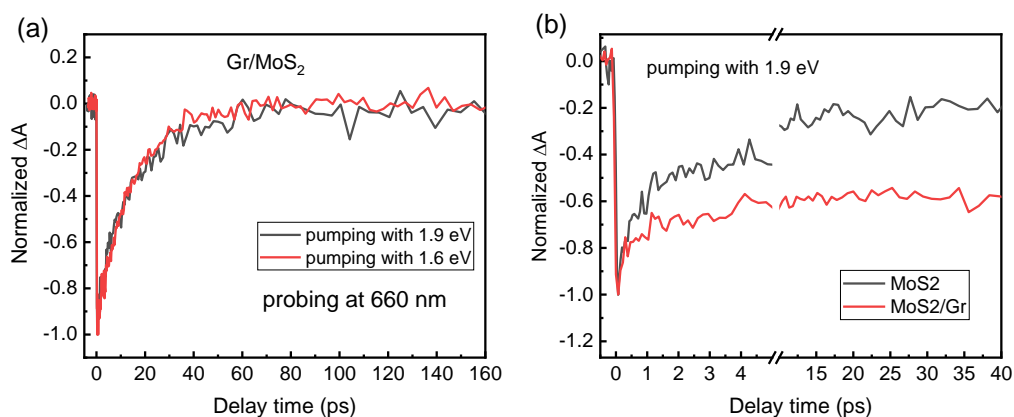 (a)
Gr/MoS₂
0.2
0.0
-0.2
-0.4
-0.6
-0.8
-1.0
Normalized ΔA
pumping with 1.9 eV
pumping with 1.6 eV
probing at 660 nm
0 20 40 60 80 100 120 140 160
Delay time (ps)
(b)
pumping with 1.9 eV
0.0
-0.2
-0.4
-0.6
-0.8
-1.0
-1.2
Normalized ΔA
MoS2
MoS2/Gr
0 1 2 3 4 15 20 25 30 35 40
Delay time (ps)